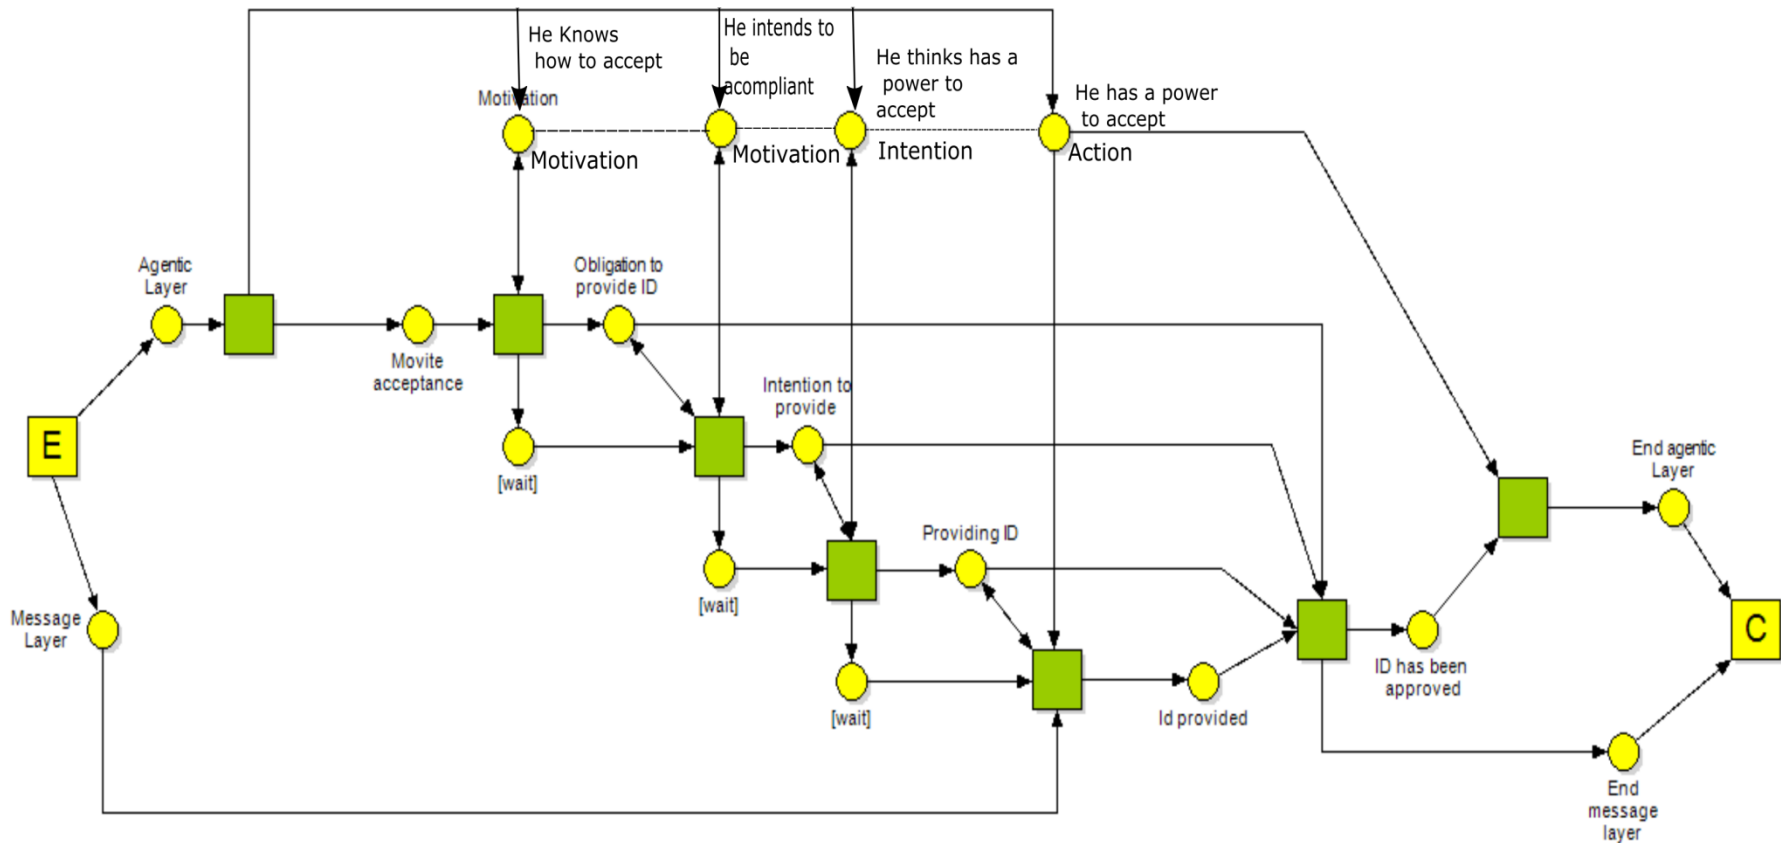 He Knows
how to accept
He intends to
be
acompliant
He thinks has a
power to
accept
He has a power
to accept
Motivation
Motivation
Motivation
Intention
Action
Agentic
Layer
Obligation to
provide ID
Movite
acceptance
Intention to
provide
E
[wait]
End agentic
Layer
Providing ID
[wait]
Message
Layer
C
ID has been
approved
[wait]
Id provided
End
message
layer